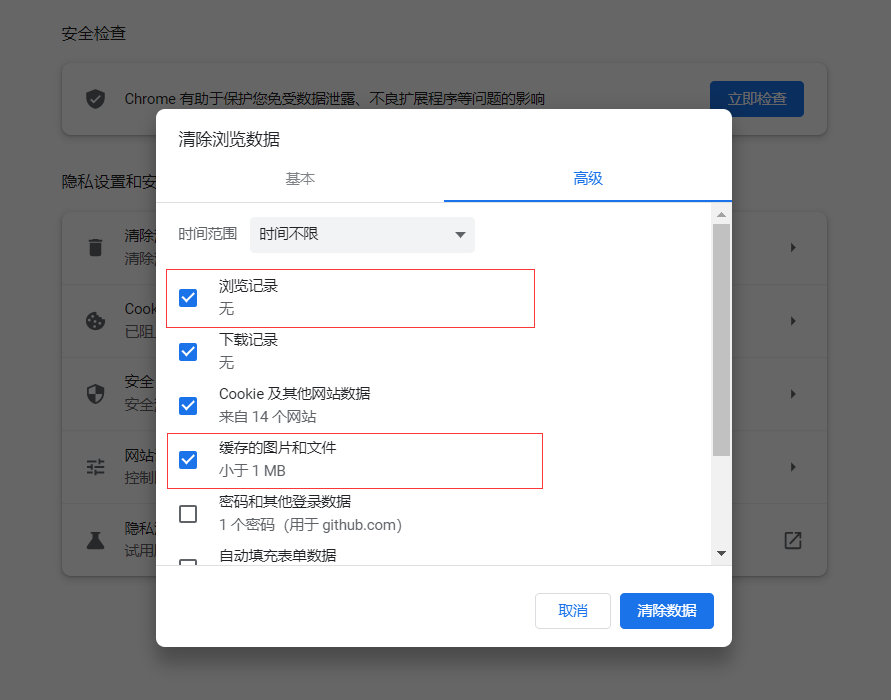 安全检查
Chrome 有助于保护您免受数据泄露、不良扩展程序等问题的影响
立即检查
清除浏览数据
隐私设置和安
基本
高级
时间范围
时间不限
清除
清除
浏览记录
无
Cook
已阻
下载记录
无
安全
安全
Cookie 及其他网站数据
来自 14 个网站
网站
控制
缓存的图片和文件
小于 1 MB
隐私
试用
密码和其他登录数据
1 个密码（用于 github.com）
自动填充表单数据
取消
清除数据